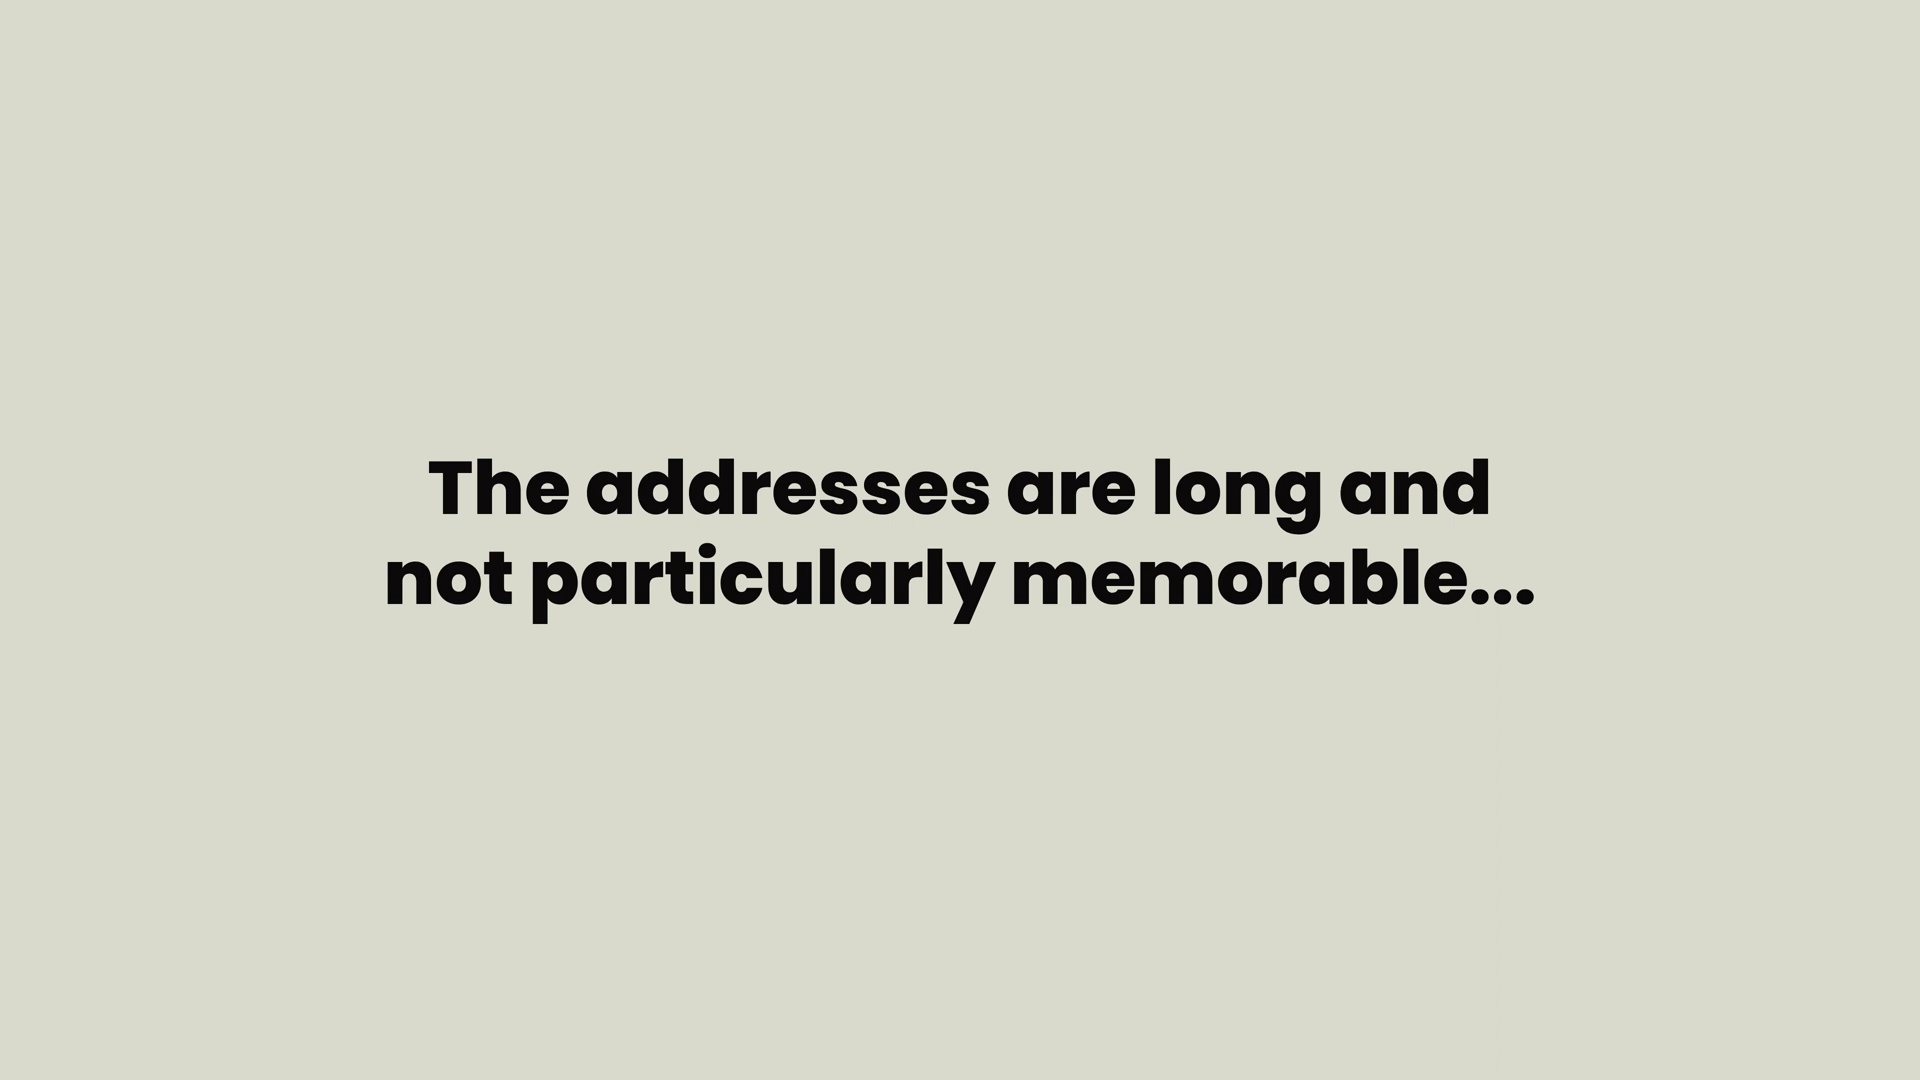 The addresses are long and
not particularly memorable...